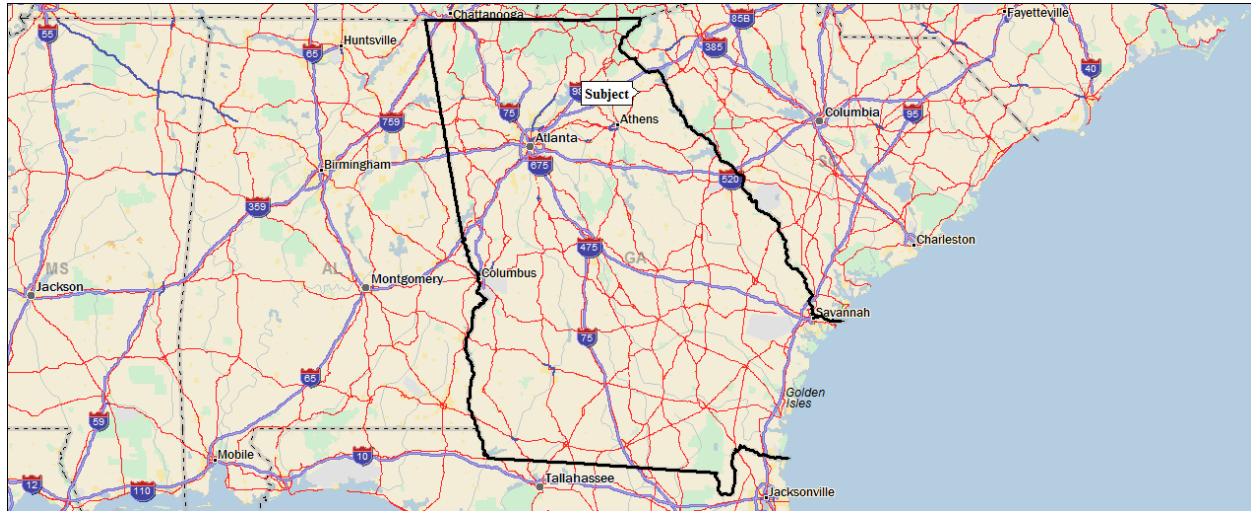 Chattanooga
85B
Fayetteville
NC
55
Huntsville
65
385
40
Subject
985
75
759
Athens
Columbia
95
Atlanta
Birmingham
675
SC
520
359
Charleston
475
GA
MS
AL
Columbus
Montgomery
Jackson
Savannah
75
65
Golden
Isles
59
Mobile
10
12
110
Tallahassee
Jacksonville